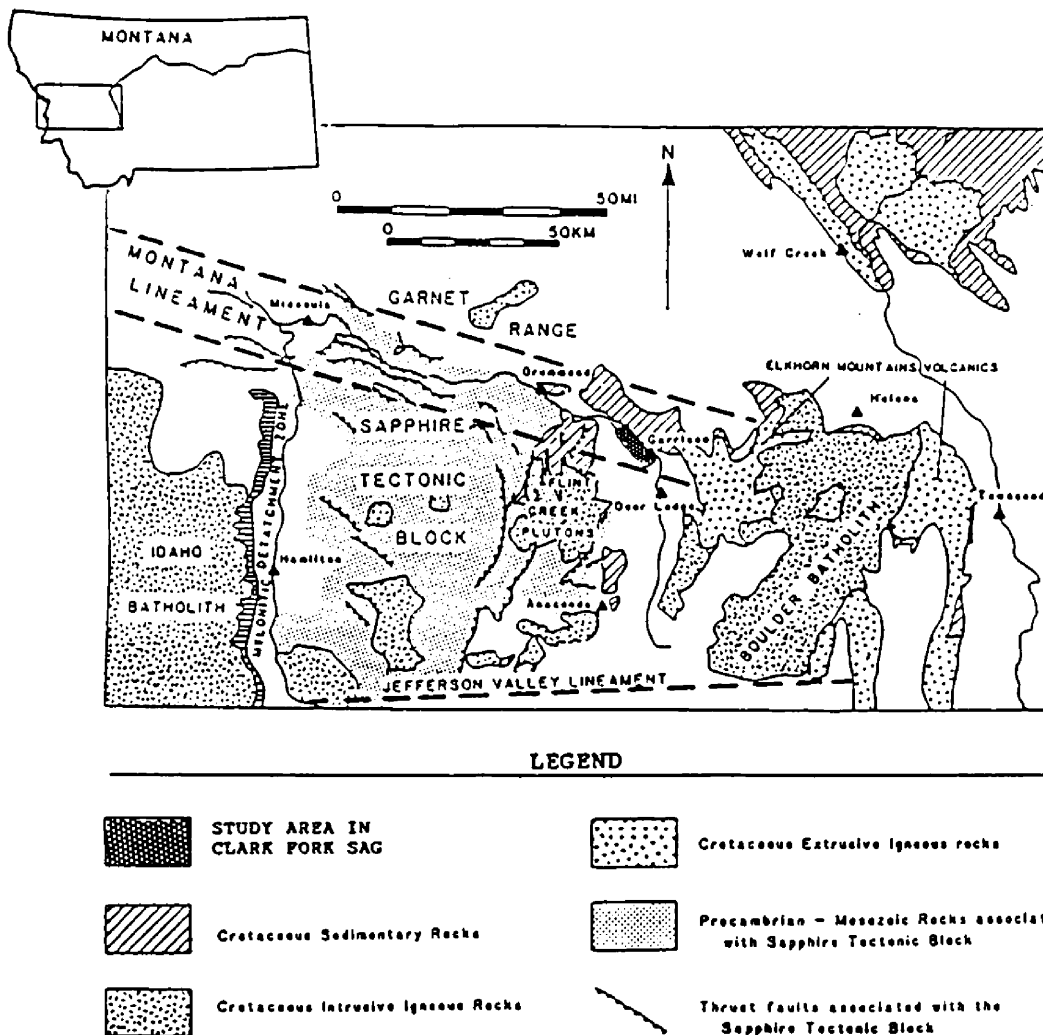 MONTANA
N
0
50MI
0
50KM
Wolf Creek
MONTANA
LINEAMENT
Missoula
GARNET
RANGE
Drummond
ELKHORN MOUNTAINS VOLCANICS
Helena
SAPPHIRE
Garrison
TECTONIC
FLINT
CREEK
PLUTONS
Deer Lodge
Townsend
BLOCK
IDAHO
BATHOLITH
Hamilton
MYLONITIC DETATCHMENT ZONE
Anaconda
BOULDER BATHOLITH
JEFFERSON VALLEY LINEAMENT
LEGEND
STUDY AREA IN
CLARK FORK SAG
Cretaceous Sedimentary Rocks
Cretaceous Intrusive Igneous Rocks
Cretaceous Extrusive Igneous rocks
Precambrian - Mesozoic Rocks associat
with Sapphire Tectonic Block
Thrust faults associated with the
Sapphire Tectonic Block